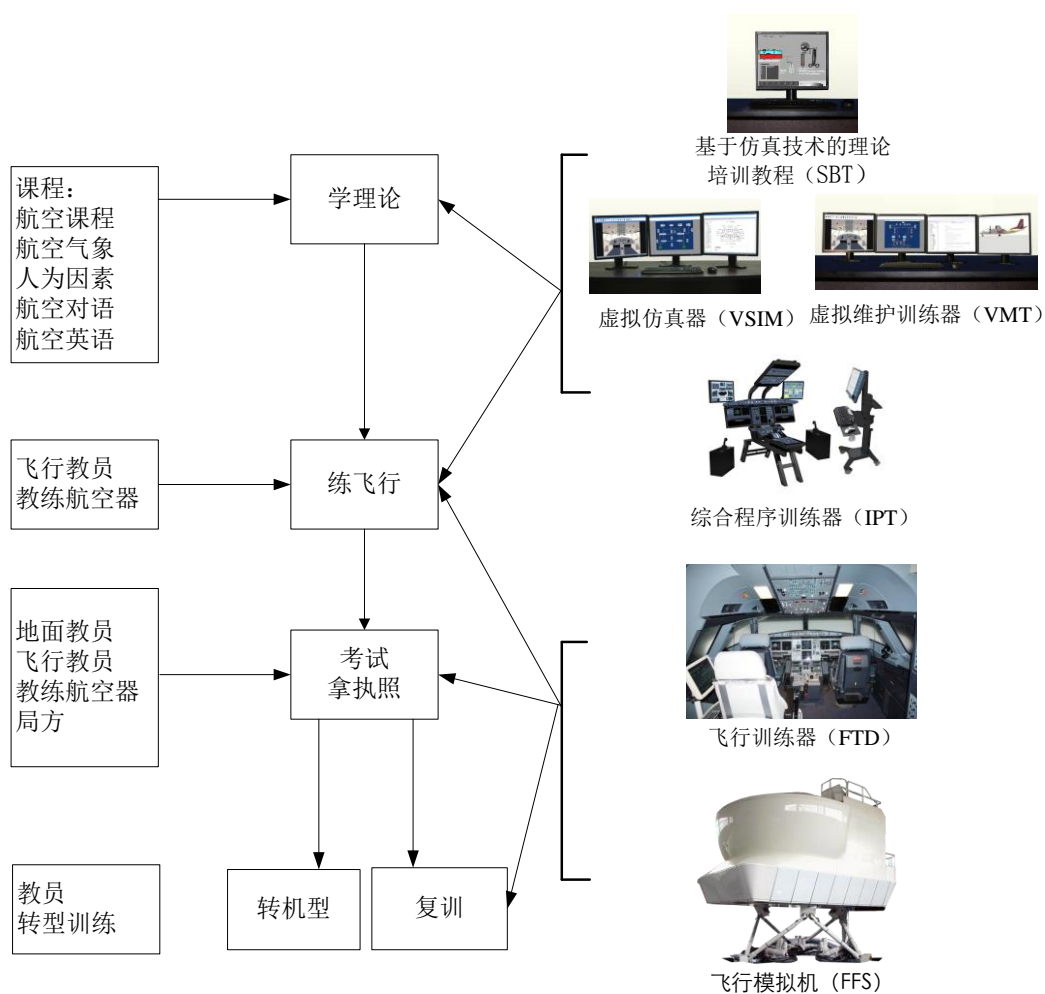 基于仿真技术的理论
培训教程（SBT）
课程：
航空课程
航空气象
人为因素
航空对语
航空英语
学理论
虚拟仿真器（VSIM）
虚拟维护训练器（VMT）
飞行教员
教练航空器
练飞行
综合程序训练器（IPT）
地面教员
飞行教员
教练航空器
局方
考试
拿执照
飞行训练器（FTD）
教员
转型训练
转机型
复训
飞行模拟机（FFS）